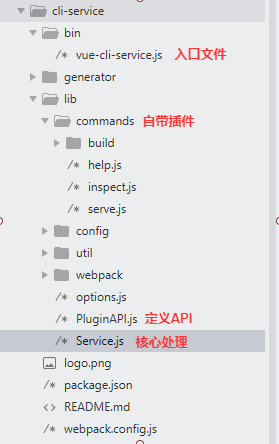 cli-service
bin
/* vue-cli-service.js 入口文件
generator
lib
commands 自带插件
build
/* help.js
/* inspect.js
/* serve.js
config
util
webpack
/* options.js
/* PluginAPI.js 定义API
/* Service.js 核心处理
logo.png
/* package.json
<> README.md
/* webpack.config.js